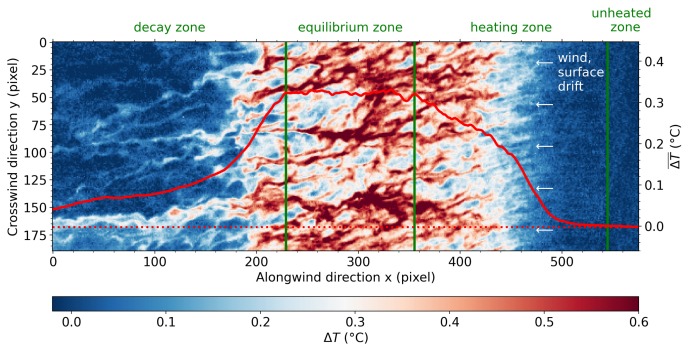 decay zone
equilibrium zone
heating zone
unheated
zone
0
25
50
75
100
125
150
175
Crosswind direction y (pixel)
wind,
surface
drift
0.4
0.3
0.2
0.1
0.0
ΔT (°C)
0
100
200
300
400
500
Alongwind direction x (pixel)
0.0
0.1
0.2
0.3
0.4
0.5
0.6
ΔT (°C)